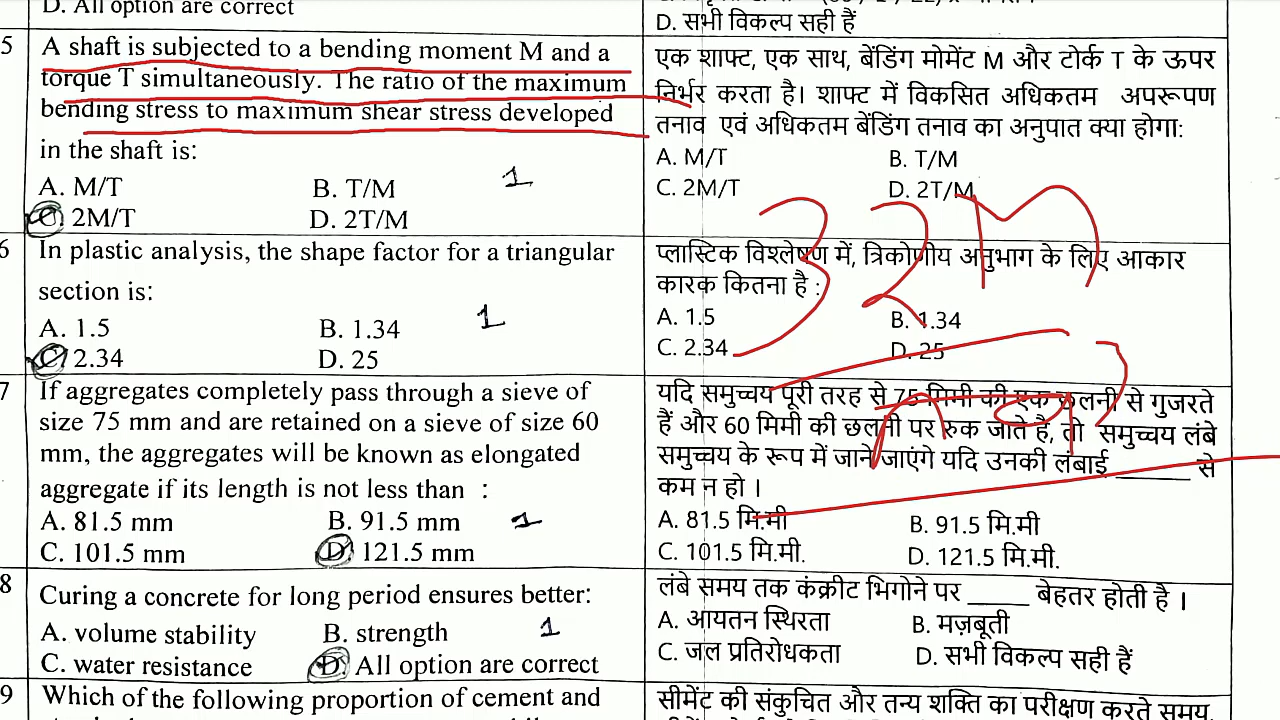 D. All option are correct
D. सभी विकल्प सही हैं
5
A shaft is subjected to a bending moment M and a
torque T simultaneously. The ratio of the maximum
bending stress to maximum shear stress developed
in the shaft is:
A. M/T B. T/M 1
C. 2M/T D. 2T/M
एक शाफ्ट, एक साथ, बेंडिंग मोमेंट M और टोर्क T के ऊपर
निर्भर करता है। शाफ्ट में विकसित अधिकतम अपरूपण
तनाव एवं अधिकतम बेंडिंग तनाव का अनुपात क्या होगा:
A. M/T B. T/M
C. 2M/T D. 2T/M
32M
6
In plastic analysis, the shape factor for a triangular
section is:
A. 1.5 B. 1.34 1
C. 2.34 D. 25
प्लास्टिक विश्लेषण में, त्रिकोणीय अनुभाग के लिए आकार
कारक कितना है :
A. 1.5 B. 1.34
C. 2.34 D. 25
7
If aggregates completely pass through a sieve of
size 75 mm and are retained on a sieve of size 60
mm, the aggregates will be known as elongated
aggregate if its length is not less than :
A. 81.5 mm B. 91.5 mm 1
C. 101.5 mm D. 121.5 mm
यदि समुच्चय पूरी तरह से 75 मिमी की एक छलनी से गुजरते
हैं और 60 मिमी की छलनी पर रुक जाते है, तो समुच्चय लंबे
समुच्चय के रूप में जाने जाएंगे यदि उनकी लंबाई ______ से
कम न हो ।
A. 81.5 मि.मी B. 91.5 मि.मी
C. 101.5 मि.मी. D. 121.5 मि.मी.
8
Curing a concrete for long period ensures better:
A. volume stability B. strength 1
C. water resistance D. All option are correct
लंबे समय तक कंक्रीट भिगोने पर _____ बेहतर होती है ।
A. आयतन स्थिरता B. मज़बूती
C. जल प्रतिरोधकता D. सभी विकल्प सही हैं
9
Which of the following proportion of cement and
सीमेंट की संकुचित और तन्य शक्ति का परीक्षण करते समय,